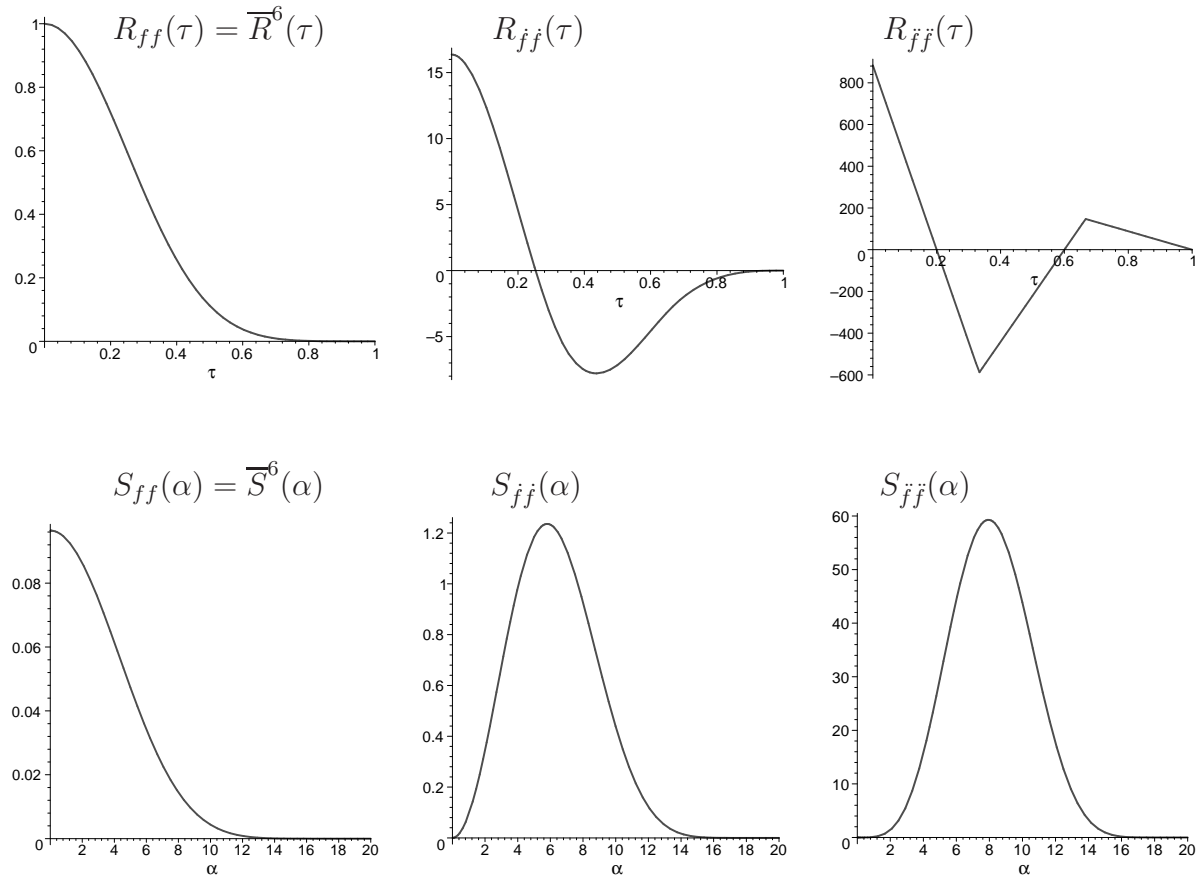 R_{ff}(τ) = \overline{R}^6(τ)
1
0.8
0.6
0.4
0.2
0
0.2 0.4 0.6 0.8 1
τ
R_{\dot{f}\dot{f}}(τ)
15
10
5
0
–5
0.2 0.4 0.6 0.8 1
τ
R_{\ddot{f}\ddot{f}}(τ)
800
600
400
200
0
–200
–400
–600
0.2 0.4 0.6 0.8 1
τ
S_{ff}(α) = \overline{S}^6(α)
0.08
0.06
0.04
0.02
0
2 4 6 8 10 12 14 16 18 20
α
S_{\dot{f}\dot{f}}(α)
1.2
1
0.8
0.6
0.4
0.2
0
2 4 6 8 10 12 14 16 18 20
α
S_{\ddot{f}\ddot{f}}(α)
60
50
40
30
20
10
0
2 4 6 8 10 12 14 16 18 20
α